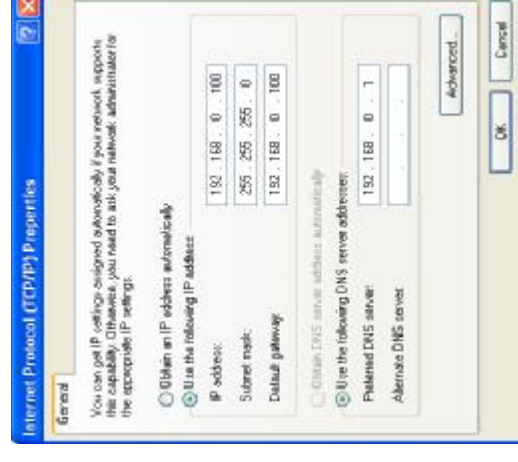 Internet Protocol (TCP/IP) Properties
General
You can get IP settings assigned automatically if your network supports
this capability. Otherwise, you need to ask your network administrator for
the appropriate IP settings.
Obtain an IP address automatically
Use the following IP address:
IP address: 192 . 168 . 0 . 100
Subnet mask: 255 . 255 . 255 . 0
Default gateway: 192 . 168 . 0 . 100
Obtain DNS server address automatically
Use the following DNS server addresses:
Preferred DNS server: 192 . 168 . 0 . 1
Alternate DNS server: . . .
Advanced...
OK Cancel